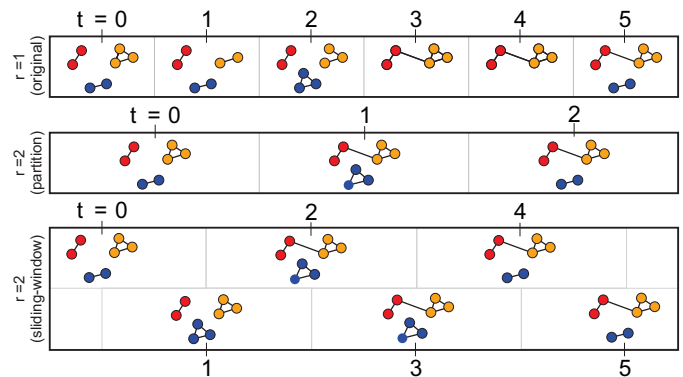 t = 0 1 2 3 4 5
r=1
(original)
t = 0 1 2
r=2
(partition)
t = 0 2 4
r=2
(sliding-window)
1 3 5